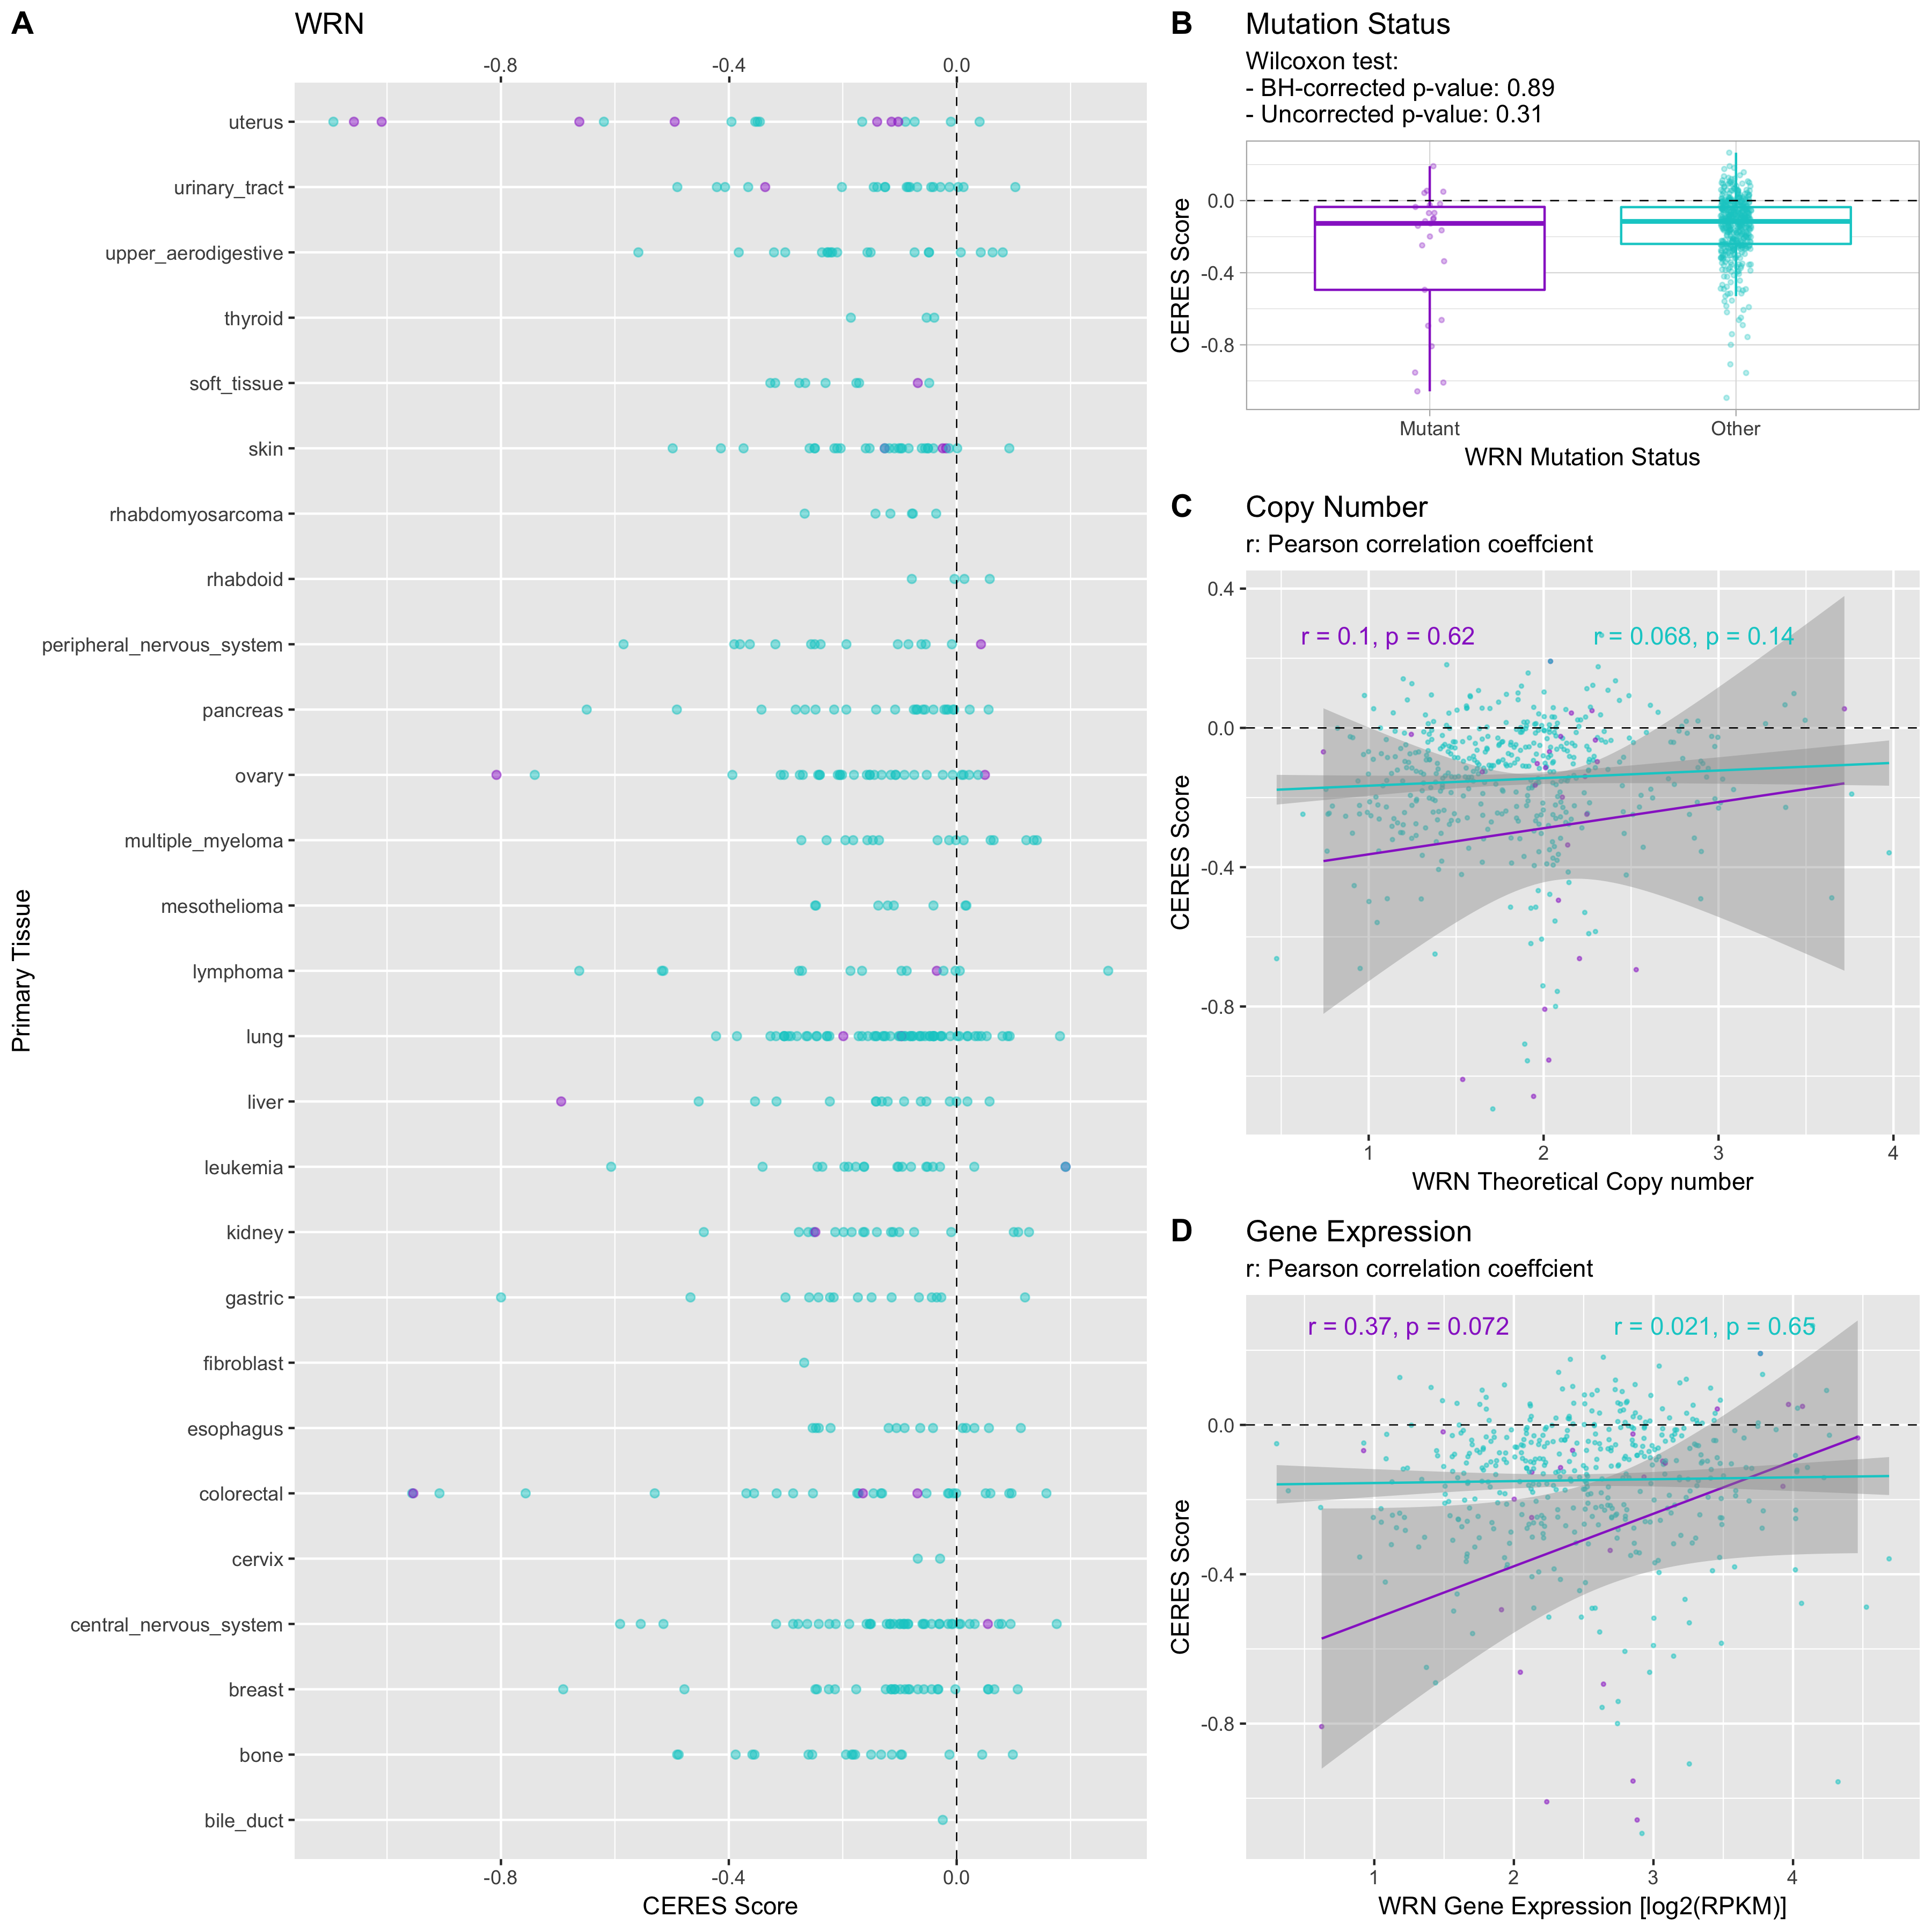 A
WRN
-0.8
-0.4
0.0
Primary Tissue
uterus
urinary_tract
upper_aerodigestive
thyroid
soft_tissue
skin
rhabdomyosarcoma
rhabdoid
peripheral_nervous_system
pancreas
ovary
multiple_myeloma
mesothelioma
lymphoma
lung
liver
leukemia
kidney
gastric
fibroblast
esophagus
colorectal
cervix
central_nervous_system
breast
bone
bile_duct
-0.8
-0.4
0.0
CERES Score
B
Mutation Status
Wilcoxon test:
- BH-corrected p-value: 0.89
- Uncorrected p-value: 0.31
CERES Score
0.0
-0.4
-0.8
Mutant
Other
WRN Mutation Status
C
Copy Number
r: Pearson correlation coeffcient
CERES Score
0.4
0.0
-0.4
-0.8
r = 0.1, p = 0.62
r = 0.068, p = 0.14
1
2
3
4
WRN Theoretical Copy number
D
Gene Expression
r: Pearson correlation coeffcient
CERES Score
0.0
-0.4
-0.8
r = 0.37, p = 0.072
r = 0.021, p = 0.65
1
2
3
4
WRN Gene Expression [log2(RPKM)]